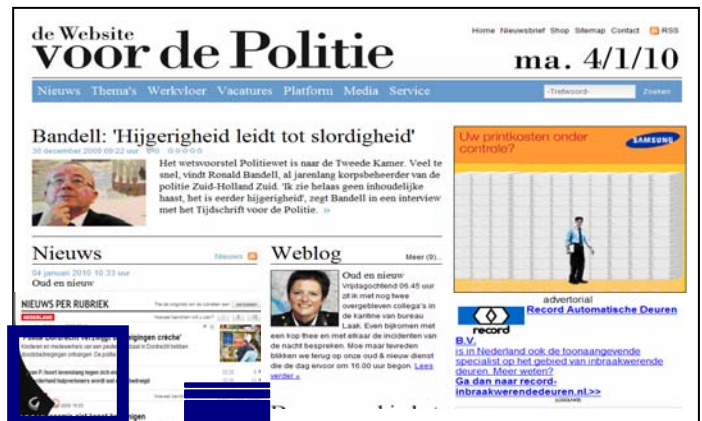 de Website
voor de Politie
Home Nieuwsbrief Shop Sitemap Contact RSS
ma. 4/1/10
Nieuws Thema's Werkvloer Vacatures Platform Media Service
-Trefwoord- Zoeken
Bandell: 'Hijgerigheid leidt tot slordigheid'
30 december 2009 09:22 uur
Het wetsvoorstel Politiewet is naar de Tweede Kamer. Veel te
snel, vindt Ronald Bandell, al jarenlang korpsbeheerder van de
politie Zuid-Holland Zuid. 'Ik zie helaas geen inhoudelijke
haast, het is eerder hijgerigheid', zegt Bandell in een interview
met het Tijdschrift voor de Politie. »
Uw printkosten onder
controle?
SAMSUNG
Nieuws Nieuws
04 januari 2010 10:33 uur
Oud en nieuw
NIEUWS PER RUBRIEK
NEDERLAND
Weblog Meer (9)...
Oud en nieuw
Vrijdagochtend 06.45 uur
zit ik met nog twee
overgebleven collega's in
de kantine van bureau
Laak. Even bijkomen met
een kop thee en met elkaar de incidenten van
de nacht bespreken. Moe maar tevreden
blikken we terug op onze oud & nieuw dienst
die de dag ervoor om 16.00 uur begon. Lees
verder »
advertorial
record
Record Automatische Deuren
B.V.
is in Nederland ook de toonaangevende
specialist op het gebied van inbraakwerende
deuren. Meer weten?
Ga dan naar record-
inbraakwerendedeuren.nl.>>